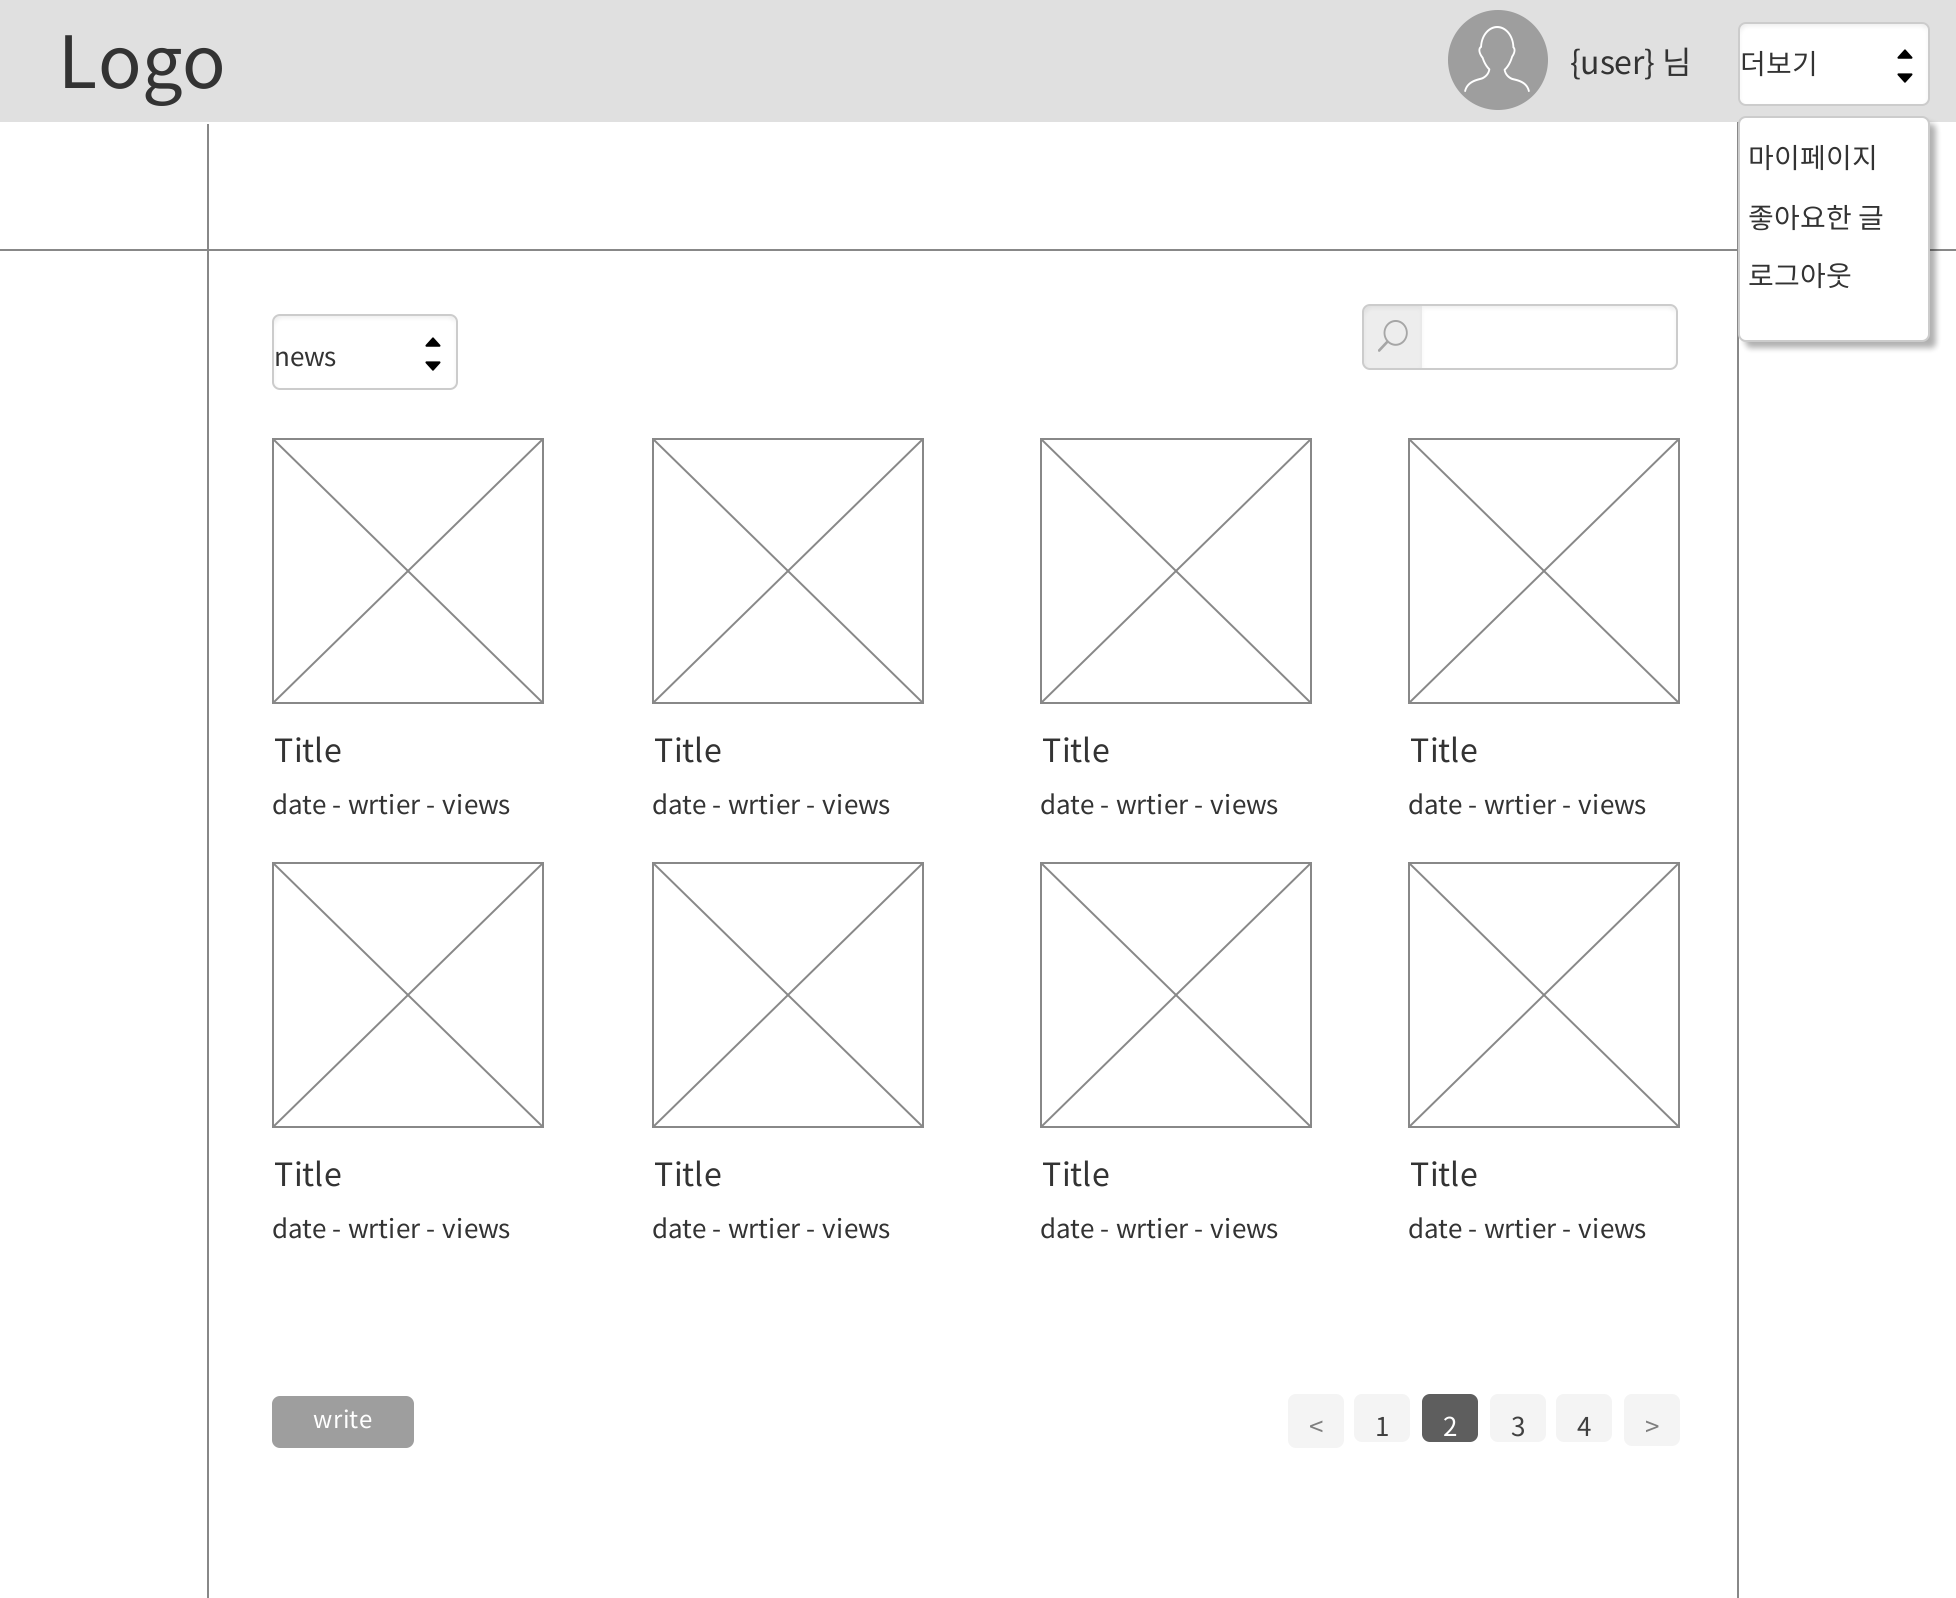 Logo
{user} 님
더보기
마이페이지
좋아요한 글
로그아웃
news
Title
Title
Title
Title
date - wrtier - views
date - wrtier - views
date - wrtier - views
date - wrtier - views
Title
Title
Title
Title
date - wrtier - views
date - wrtier - views
date - wrtier - views
date - wrtier - views
write
< 1 2 3 4 >